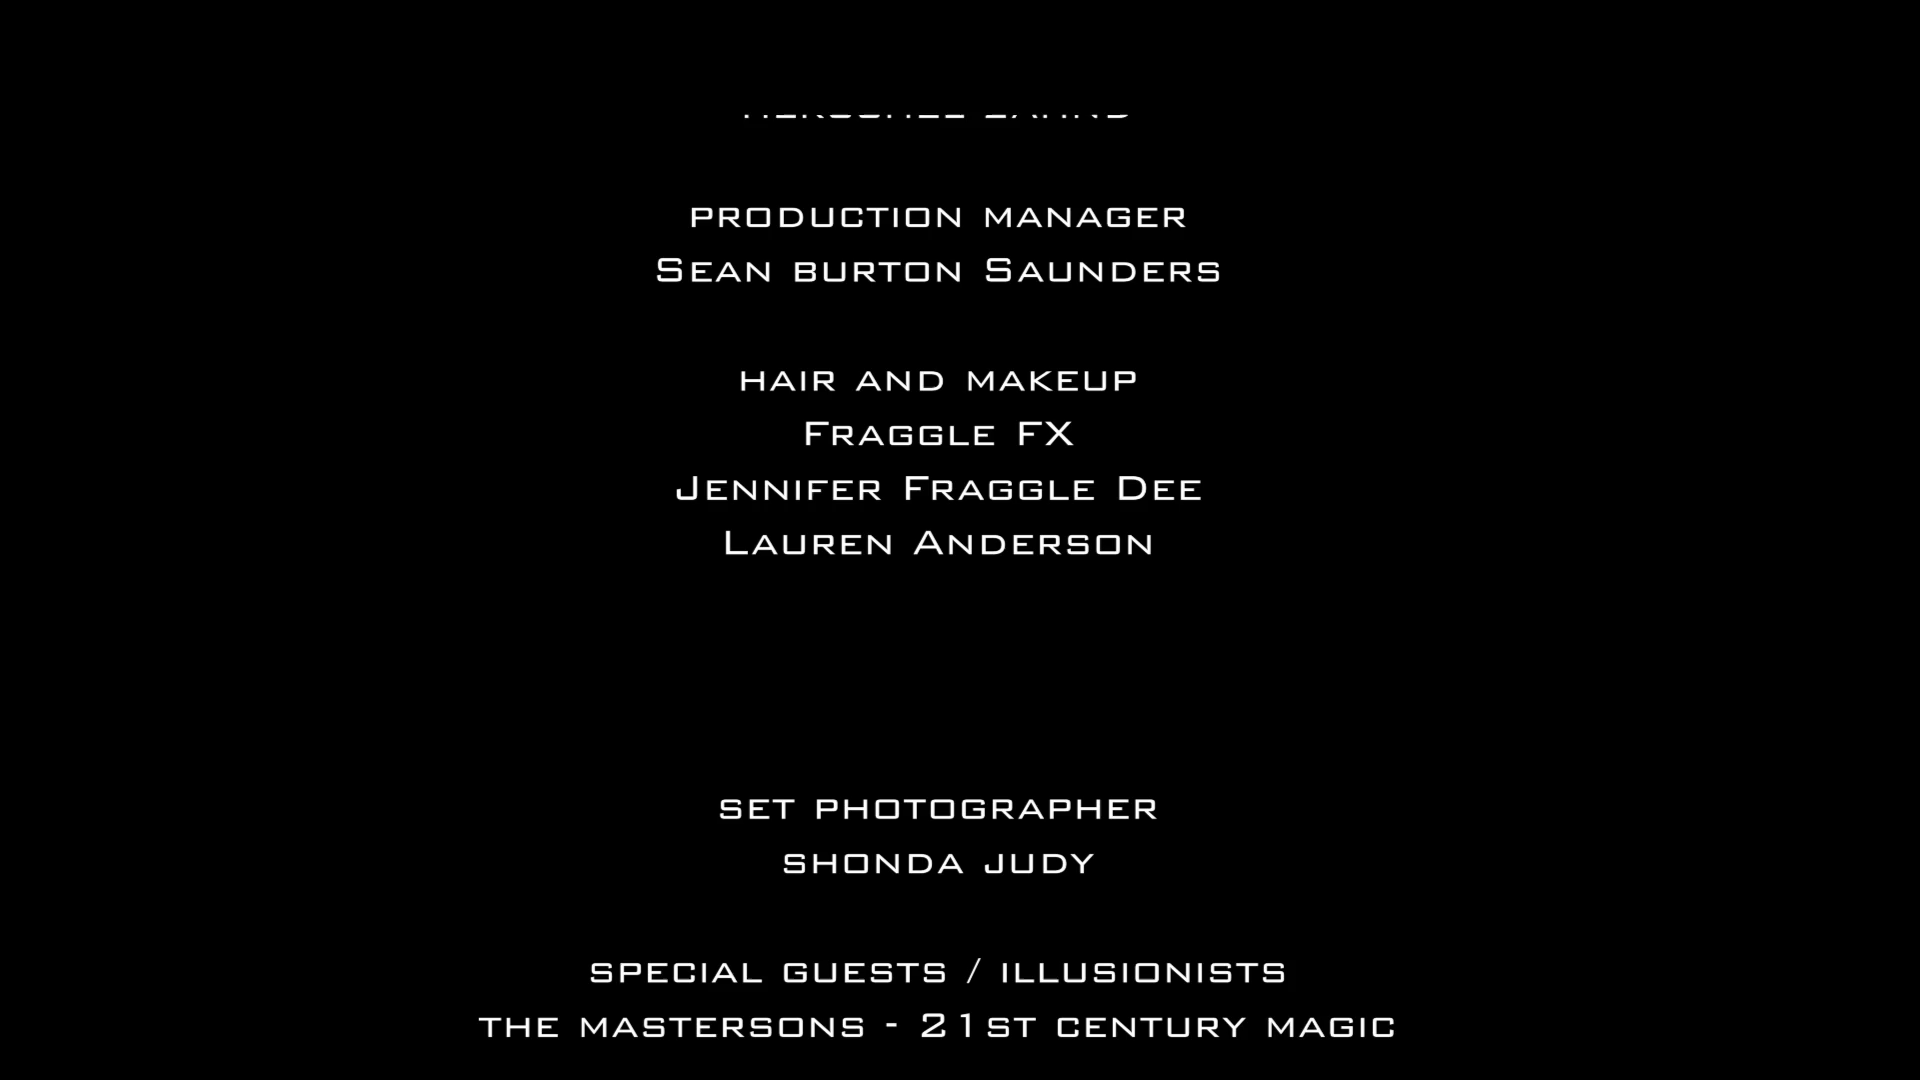 PRODUCTION MANAGER
SEAN BURTON SAUNDERS
HAIR AND MAKEUP
FRAGGLE FX
JENNIFER FRAGGLE DEE
LAUREN ANDERSON
SET PHOTOGRAPHER
SHONDA JUDY
SPECIAL GUESTS / ILLUSIONISTS
THE MASTERSONS - 21ST CENTURY MAGIC